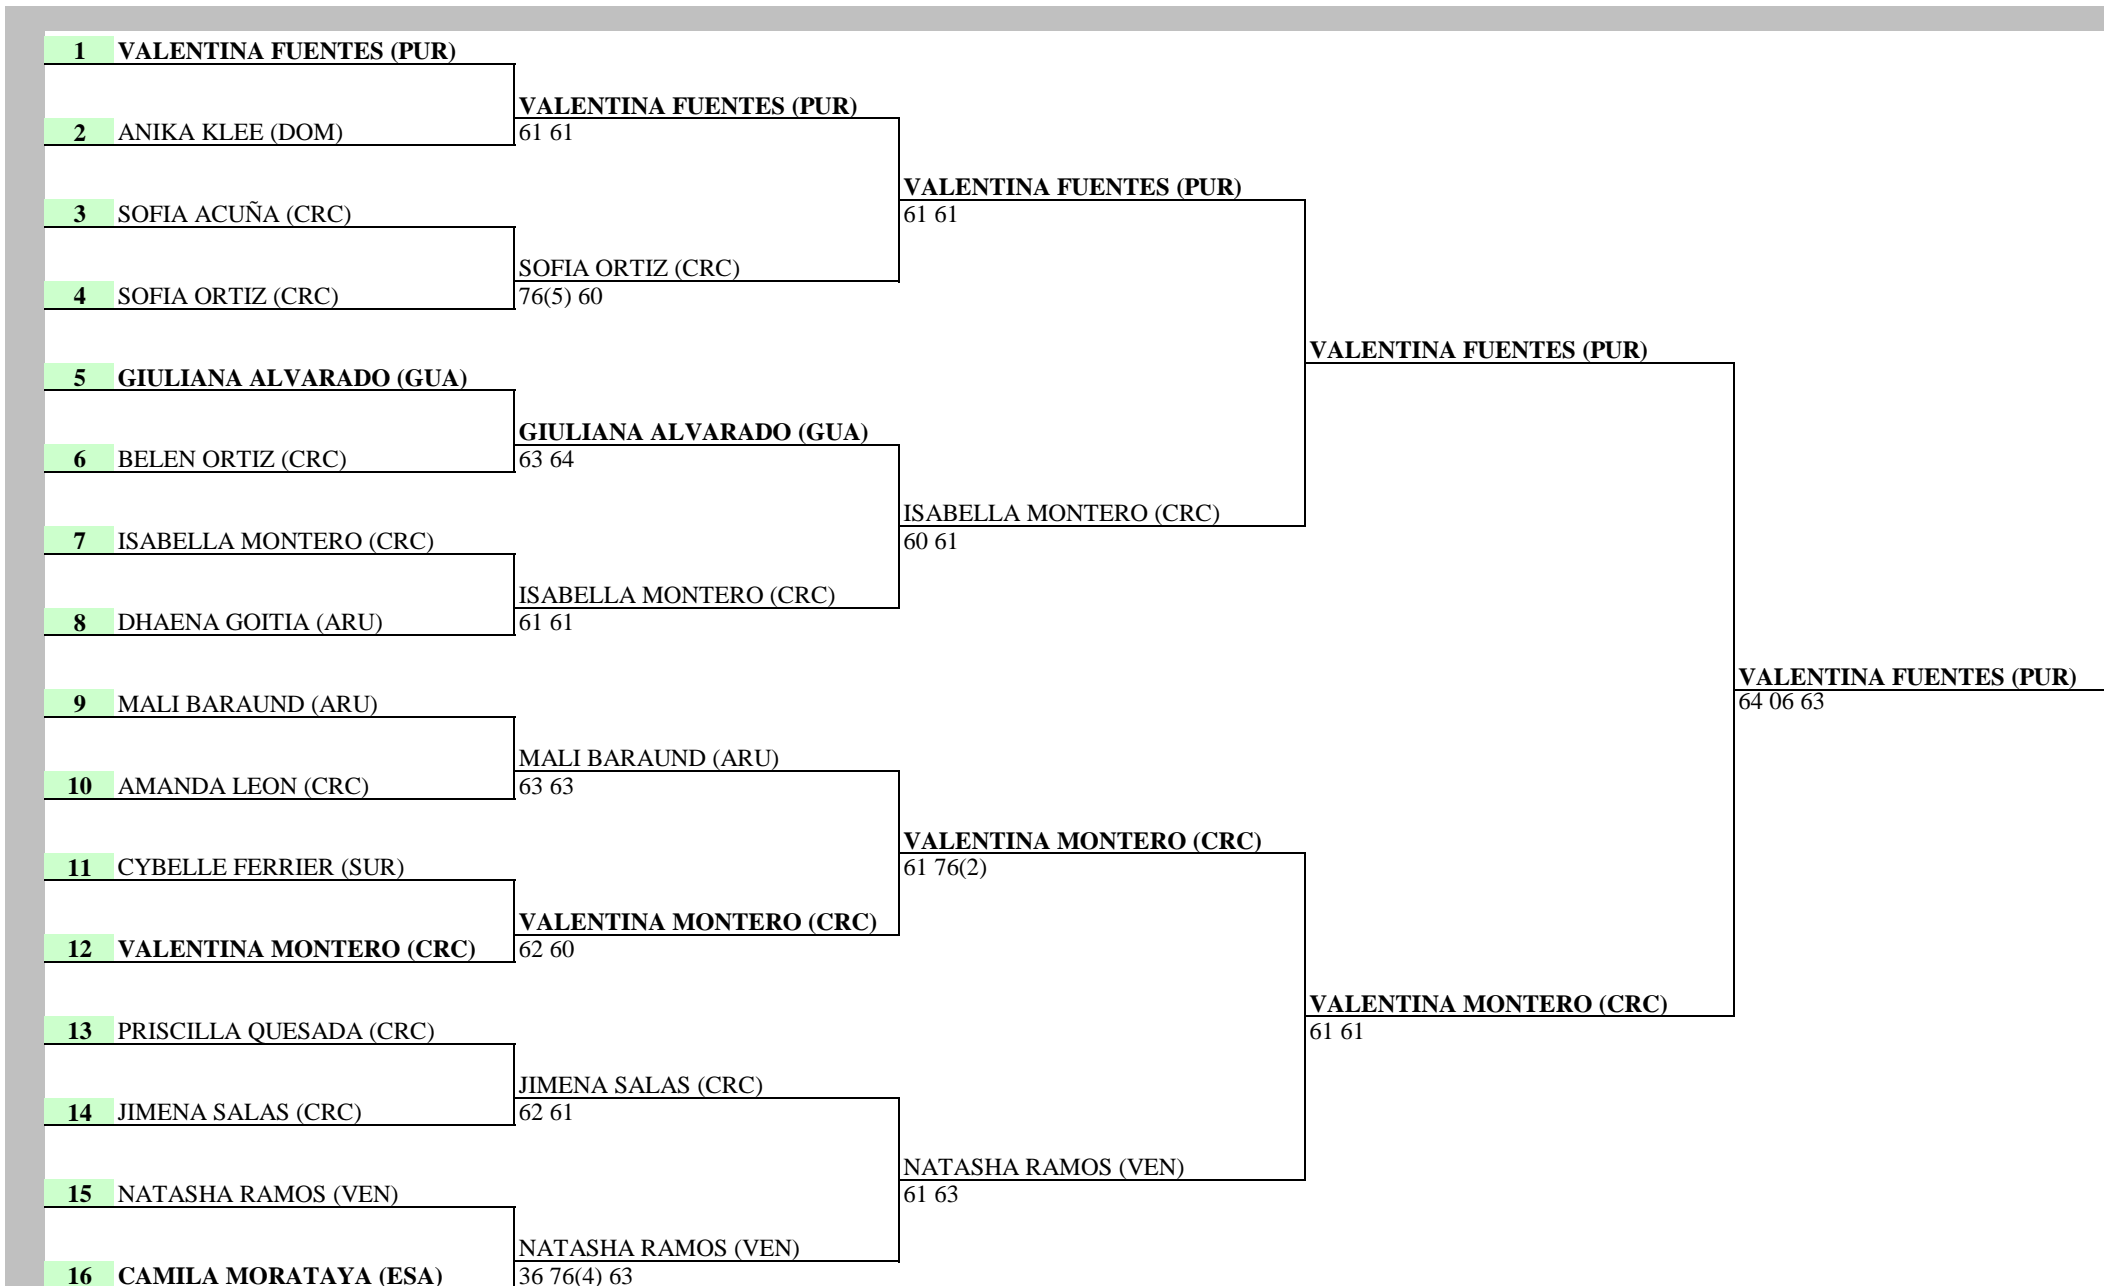 1 VALENTINA FUENTES (PUR)
VALENTINA FUENTES (PUR)
2 ANIKA KLEE (DOM)
61 61
VALENTINA FUENTES (PUR)
3 SOFIA ACUÑA (CRC)
61 61
SOFIA ORTIZ (CRC)
4 SOFIA ORTIZ (CRC)
76(5) 60
VALENTINA FUENTES (PUR)
5 GIULIANA ALVARADO (GUA)
GIULIANA ALVARADO (GUA)
6 BELEN ORTIZ (CRC)
63 64
ISABELLA MONTERO (CRC)
7 ISABELLA MONTERO (CRC)
60 61
ISABELLA MONTERO (CRC)
8 DHAENA GOITIA (ARU)
61 61
VALENTINA FUENTES (PUR)
9 MALI BARAUND (ARU)
64 06 63
MALI BARAUND (ARU)
10 AMANDA LEON (CRC)
63 63
VALENTINA MONTERO (CRC)
11 CYBELLE FERRIER (SUR)
61 76(2)
VALENTINA MONTERO (CRC)
12 VALENTINA MONTERO (CRC)
62 60
VALENTINA MONTERO (CRC)
13 PRISCILLA QUESADA (CRC)
61 61
JIMENA SALAS (CRC)
14 JIMENA SALAS (CRC)
62 61
NATASHA RAMOS (VEN)
15 NATASHA RAMOS (VEN)
61 63
NATASHA RAMOS (VEN)
16 CAMILA MORATAYA (ESA)
36 76(4) 63